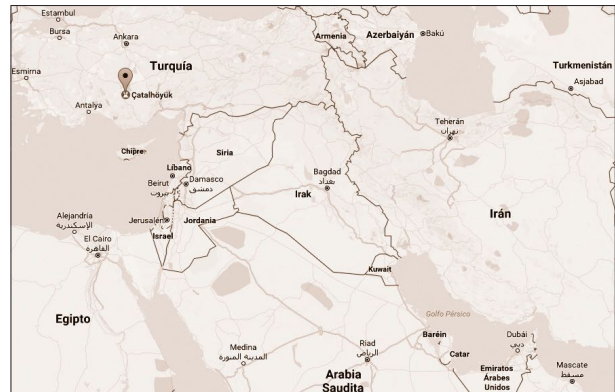 Estambul
Bursa
Ankara
Turquía
Esmirna
Çatalhöyük
Antalya
Armenia
Azerbaiyán
Bakú
Turkmenistán
Asjabad
Teherán
تهران
Chipre
Siria
Líbano
Beirut
بيروت
Damasco
دمشق
Bagdad
بغداد
Irak
Irán
Alejandría
الإسكندرية
Jerusalén
Israel
Jordania
El Cairo
القاهرة
Kuwait
Egipto
Golfo Pérsico
Medina
المدينة المنورة
Riad
الرياض
Baréin
Catar
Dubái
دبي
Arabia
Saudita
Emiratos
Árabes
Unidos
Mascate
مسقط